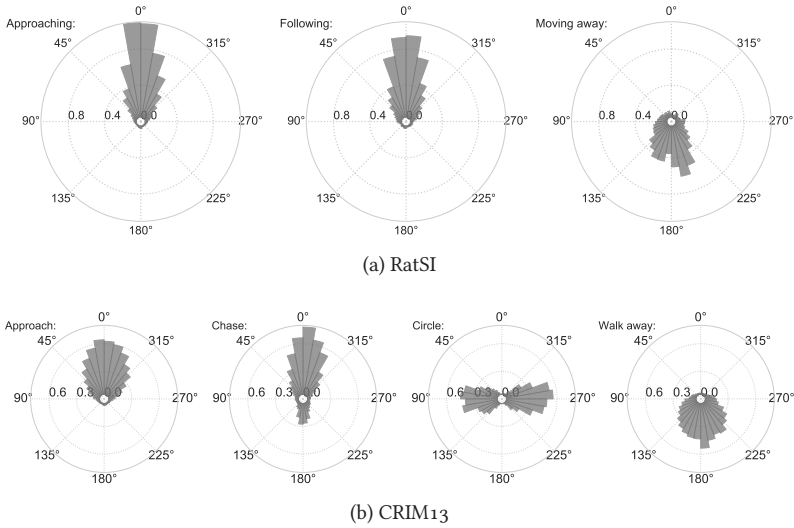 Approaching: 0° Following: 0° Moving away: 0°
45° 315° 45° 315° 45° 315°
90° 0.8 0.4 0.0 270° 90° 0.8 0.4 0.0 270° 90° 0.8 0.4 0.0 270°
135° 225° 135° 225° 135° 225°
180° 180° 180°
(a) RatSI
Approach: 0° Chase: 0° Circle: 0° Walk away: 0°
45° 315° 45° 315° 45° 315° 45° 315°
90° 0.6 0.3 0.0 270° 90° 0.6 0.3 0.0 270° 90° 0.6 0.3 0.0 270° 90° 0.6 0.3 0.0 270°
135° 225° 135° 225° 135° 225° 135° 225°
180° 180° 180° 180°
(b) CRIM13